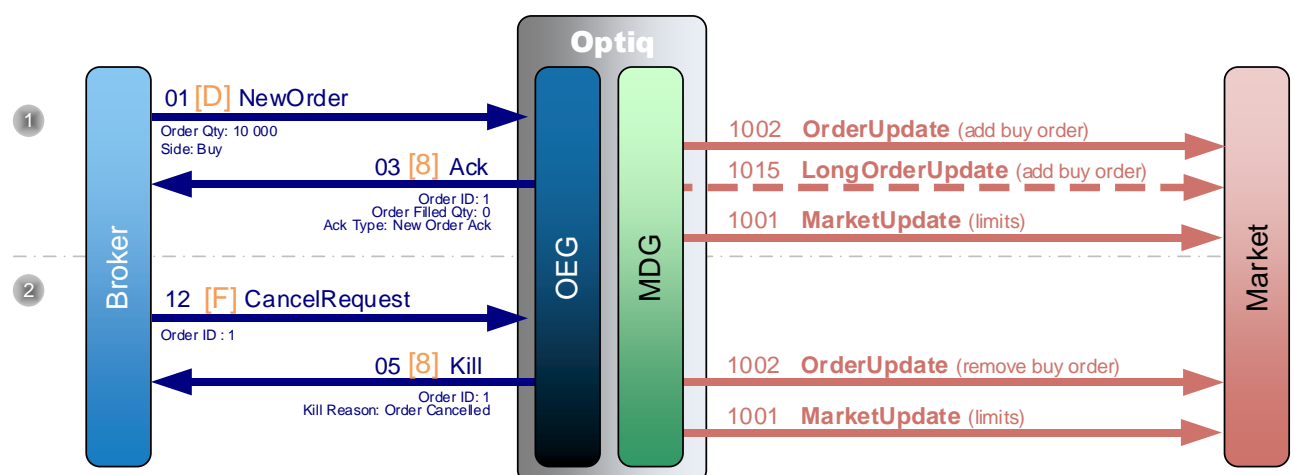 Optiq
1
01 [D] NewOrder
Order Qty: 10 000
Side: Buy
03 [8] Ack
Order ID: 1
Order Filled Qty: 0
Ack Type: New Order Ack
1002 OrderUpdate (add buy order)
1015 LongOrderUpdate (add buy order)
1001 MarketUpdate (limits)
Broker
OEG
MDG
Market
2
12 [F] CancelRequest
Order ID : 1
05 [8] Kill
Order ID: 1
Kill Reason: Order Cancelled
1002 OrderUpdate (remove buy order)
1001 MarketUpdate (limits)